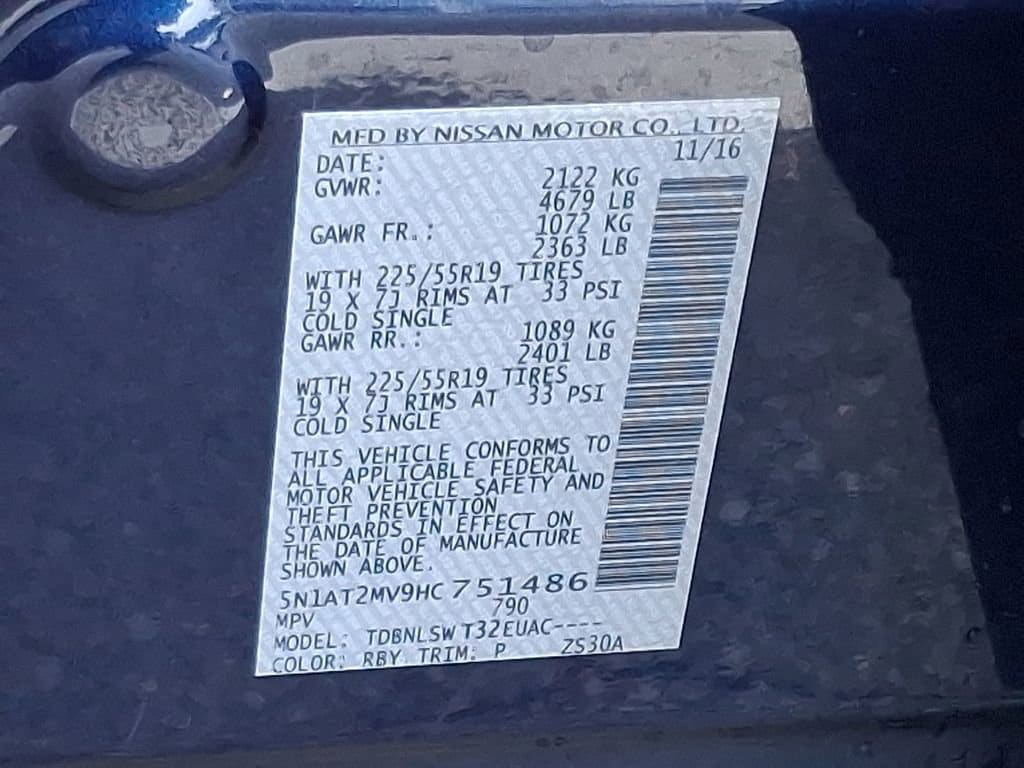 MFD BY NISSAN MOTOR CO., LTD.
DATE: 11/16
GVWR: 2122 KG
4679 LB
GAWR FR.: 1072 KG
2363 LB
WITH 225/55R19 TIRES
19 X 7J RIMS AT 33 PSI
COLD SINGLE
GAWR RR.: 1089 KG
2401 LB
WITH 225/55R19 TIRES
19 X 7J RIMS AT 33 PSI
COLD SINGLE
THIS VEHICLE CONFORMS TO
ALL APPLICABLE FEDERAL
MOTOR VEHICLE SAFETY AND
THEFT PREVENTION
STANDARDS IN EFFECT ON
THE DATE OF MANUFACTURE
SHOWN ABOVE.
5N1AT2MV9HC751486
MPV 790
MODEL: TDBNLSW T32EUAC----
COLOR: RBY TRIM: P ZS30A